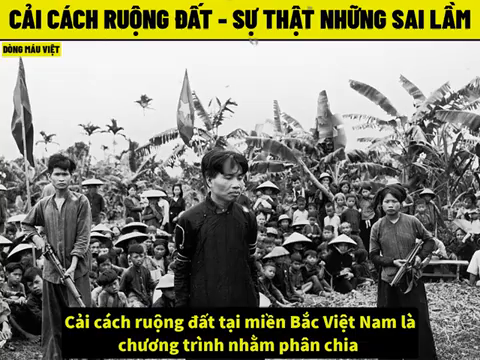 CẢI CÁCH RUỘNG ĐẤT - SỰ THẬT NHỮNG SAI LẦM
DÒNG MÁU VIỆT
Cải cách ruộng đất tại miền Bắc Việt Nam là
chương trình nhằm phân chia